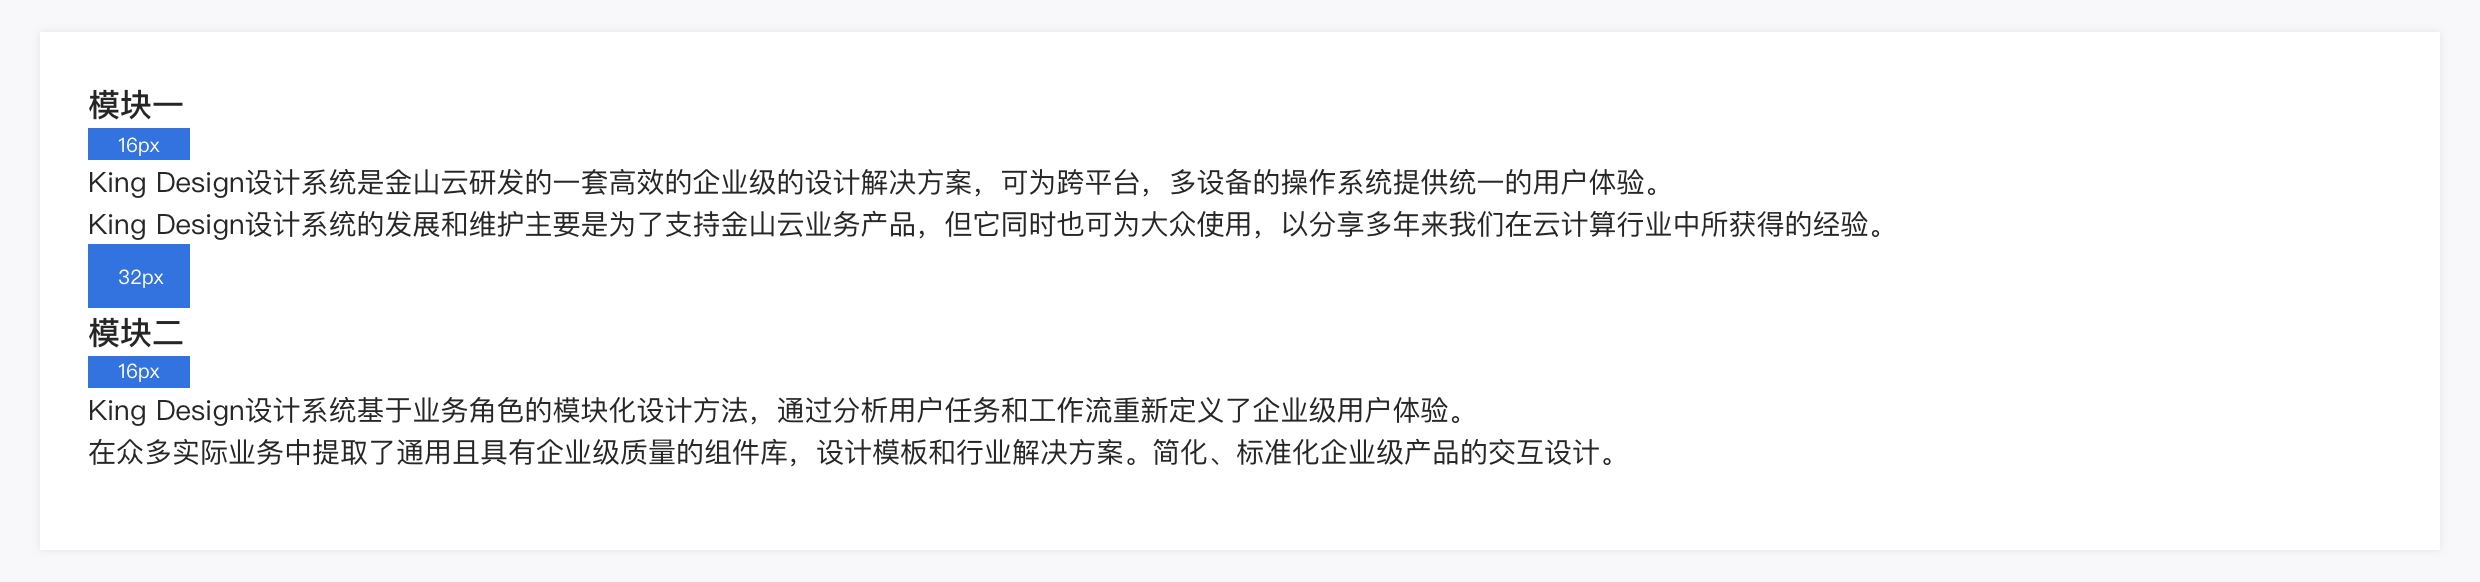 模块一
16px
King Design设计系统是金山云研发的一套高效的企业级的设计解决方案，可为跨平台，多设备的操作系统提供统一的用户体验。
King Design设计系统的发展和维护主要是为了支持金山云业务产品，但它同时也可为大众使用，以分享多年来我们在云计算行业中所获得的经验。
32px
模块二
16px
King Design设计系统基于业务角色的模块化设计方法，通过分析用户任务和工作流重新定义了企业级用户体验。
在众多实际业务中提取了通用且具有企业级质量的组件库，设计模板和行业解决方案。简化、标准化企业级产品的交互设计。